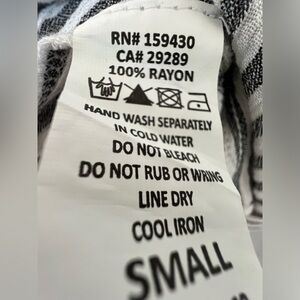 RN# 159430
CA# 29289
100% RAYON
HAND WASH SEPARATELY
IN COLD WATER
DO NOT BLEACH
DO NOT RUB OR WRING
LINE DRY
COOL IRON
SMALL